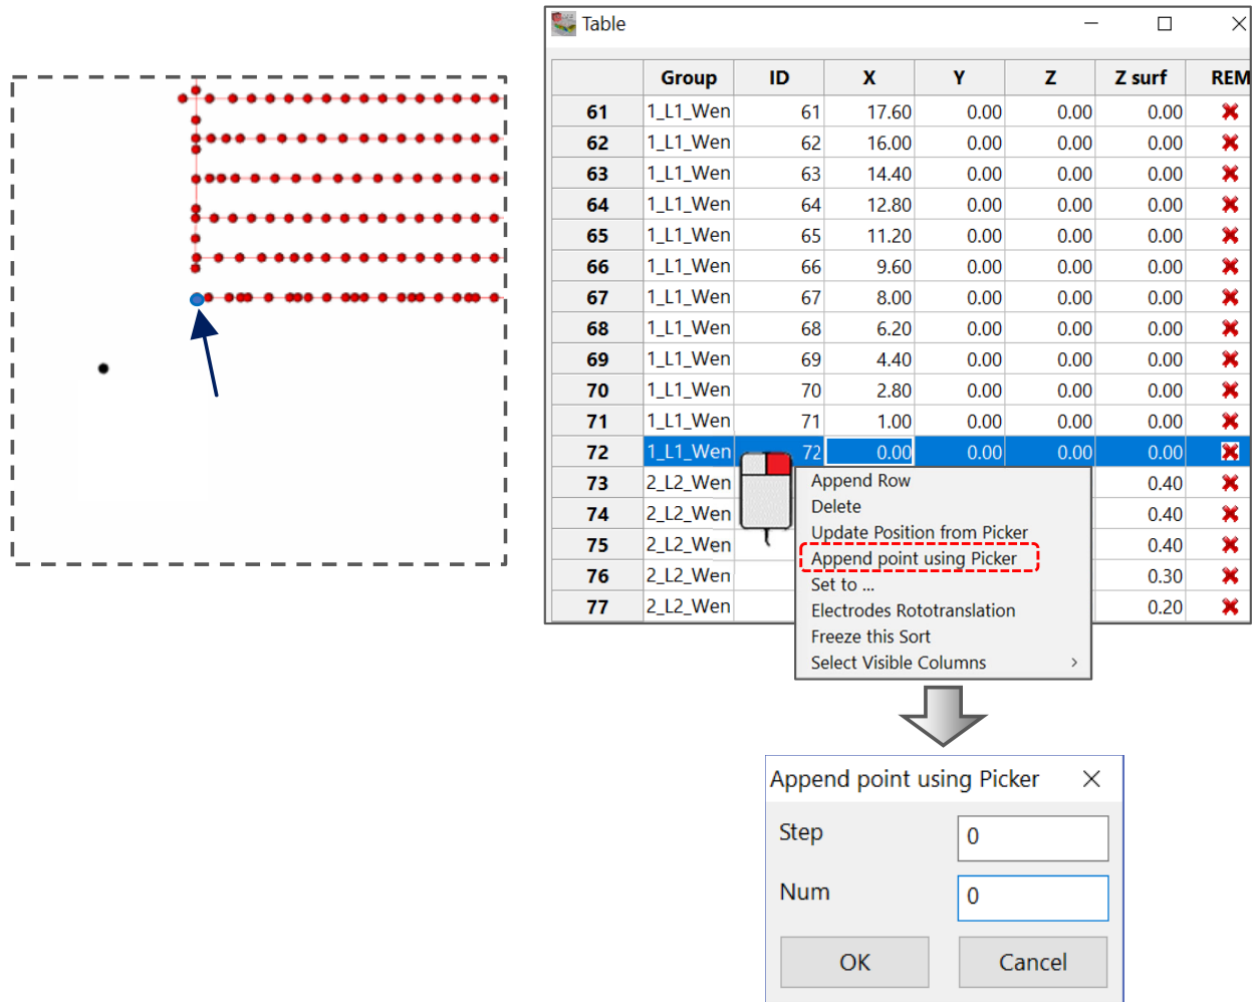 Table
Group ID X Y Z Z surf REM
61 1_L1_Wen 61 17.60 0.00 0.00 0.00
62 1_L1_Wen 62 16.00 0.00 0.00 0.00
63 1_L1_Wen 63 14.40 0.00 0.00 0.00
64 1_L1_Wen 64 12.80 0.00 0.00 0.00
65 1_L1_Wen 65 11.20 0.00 0.00 0.00
66 1_L1_Wen 66 9.60 0.00 0.00 0.00
67 1_L1_Wen 67 8.00 0.00 0.00 0.00
68 1_L1_Wen 68 6.20 0.00 0.00 0.00
69 1_L1_Wen 69 4.40 0.00 0.00 0.00
70 1_L1_Wen 70 2.80 0.00 0.00 0.00
71 1_L1_Wen 71 1.00 0.00 0.00 0.00
72 1_L1_Wen 72 0.00 0.00 0.00 0.00
73 2_L2_Wen 0.40
74 2_L2_Wen 0.40
75 2_L2_Wen 0.40
76 2_L2_Wen 0.30
77 2_L2_Wen 0.20
Append Row
Delete
Update Position from Picker
Append point using Picker
Set to ...
Electrodes Rototranslation
Freeze this Sort
Select Visible Columns
Append point using Picker
Step 0
Num 0
OK Cancel